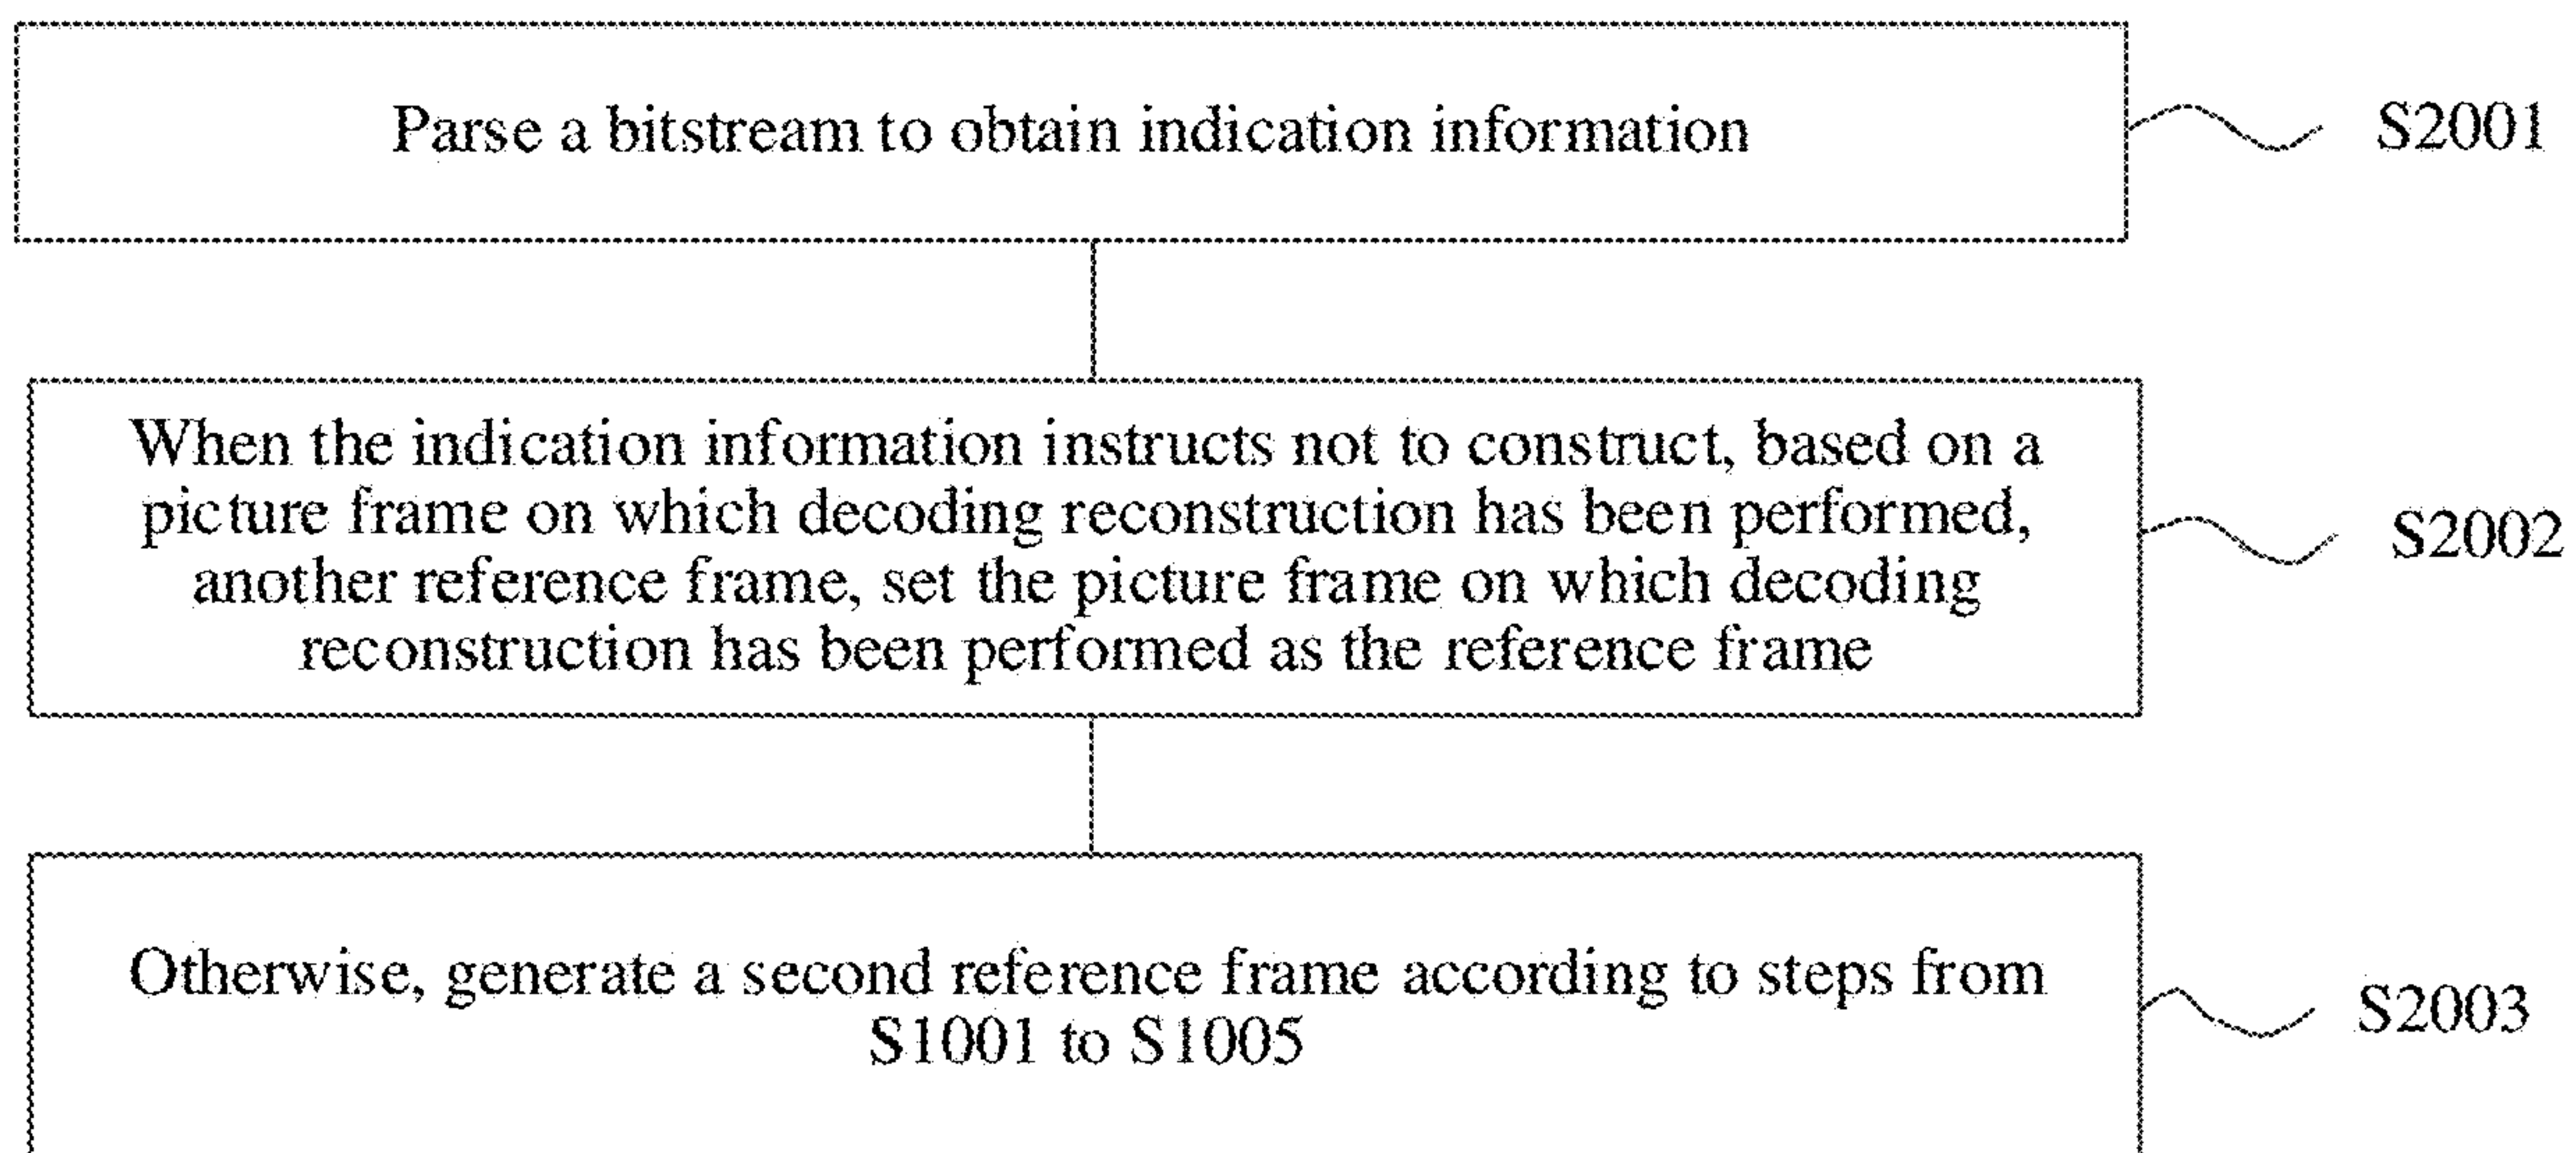 Parse a bitstream to obtain indication information
S2001
When the indication information instructs not to construct, based on a
picture frame on which decoding reconstruction has been performed,
another reference frame, set the picture frame on which decoding
reconstruction has been performed as the reference frame
S2002
Otherwise, generate a second reference frame according to steps from
S1001 to S1005
S2003